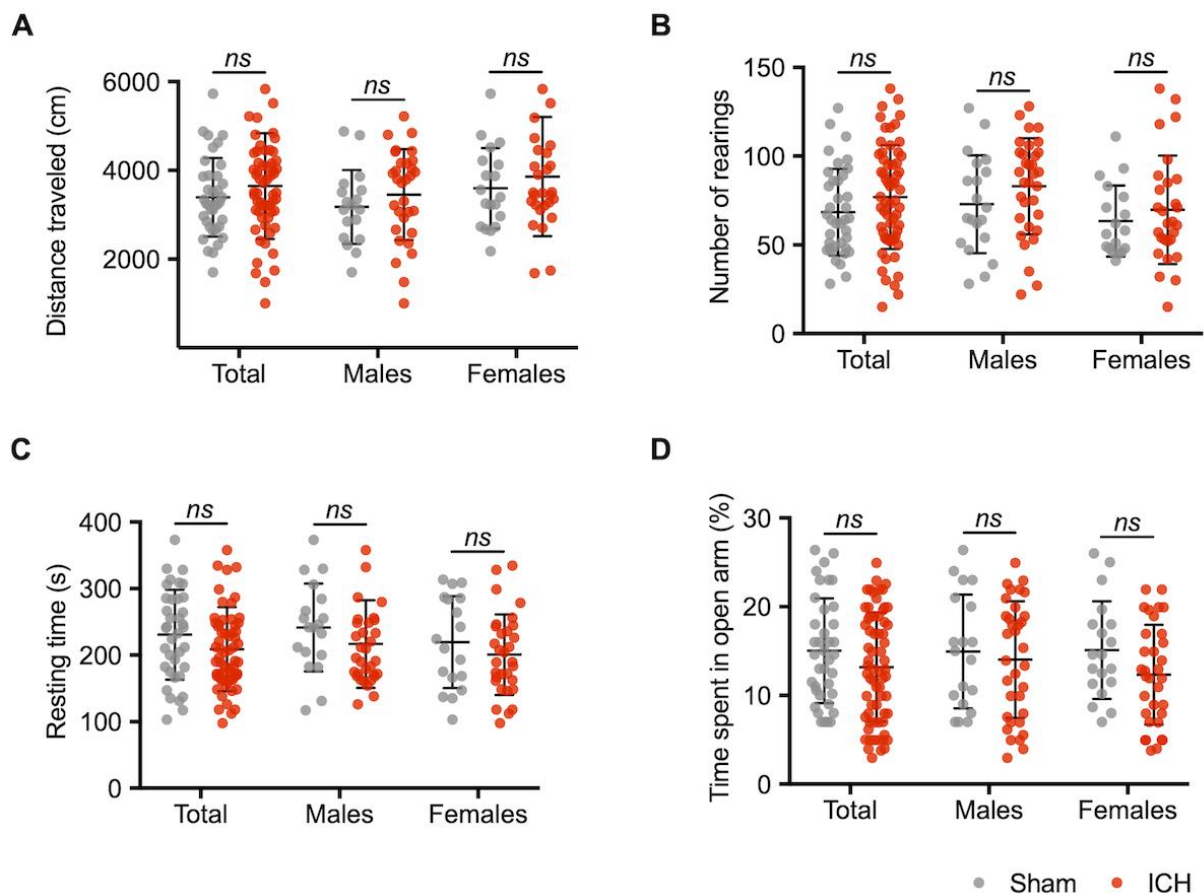 A
Distance traveled (cm)
6000
4000
2000
ns
ns
ns
Total
Males
Females
B
Number of rearings
150
100
50
0
ns
ns
ns
Total
Males
Females
C
Resting time (s)
400
300
200
100
0
ns
ns
ns
Total
Males
Females
D
Time spent in open arm (%)
30
20
10
0
ns
ns
ns
Total
Males
Females
Sham
ICH